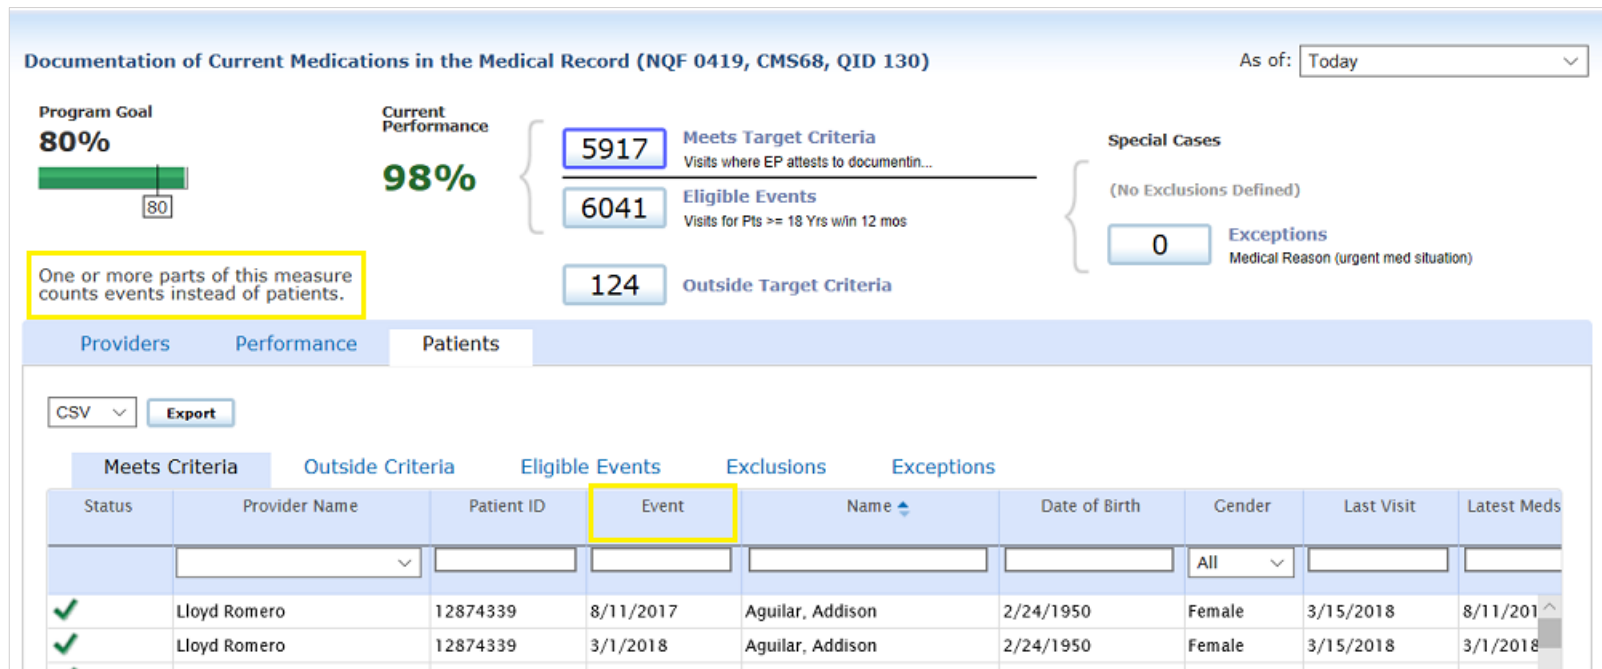 Documentation of Current Medications in the Medical Record (NQF 0419, CMS68, QID 130)
As of: Today
Program Goal
80%
80
Current
Performance
98%
5917
Meets Target Criteria
Visits where EP attests to documentin...
6041
Eligible Events
Visits for Pts >= 18 Yrs w/in 12 mos
124
Outside Target Criteria
Special Cases
(No Exclusions Defined)
0
Exceptions
Medical Reason (urgent med situation)
One or more parts of this measure
counts events instead of patients.
Providers Performance Patients
CSV Export
Meets Criteria Outside Criteria Eligible Events Exclusions Exceptions
Status Provider Name Patient ID Event Name Date of Birth Gender Last Visit Latest Meds
All
Lloyd Romero 12874339 8/11/2017 Aguilar, Addison 2/24/1950 Female 3/15/2018 8/11/201
Lloyd Romero 12874339 3/1/2018 Aguilar, Addison 2/24/1950 Female 3/15/2018 3/1/2018